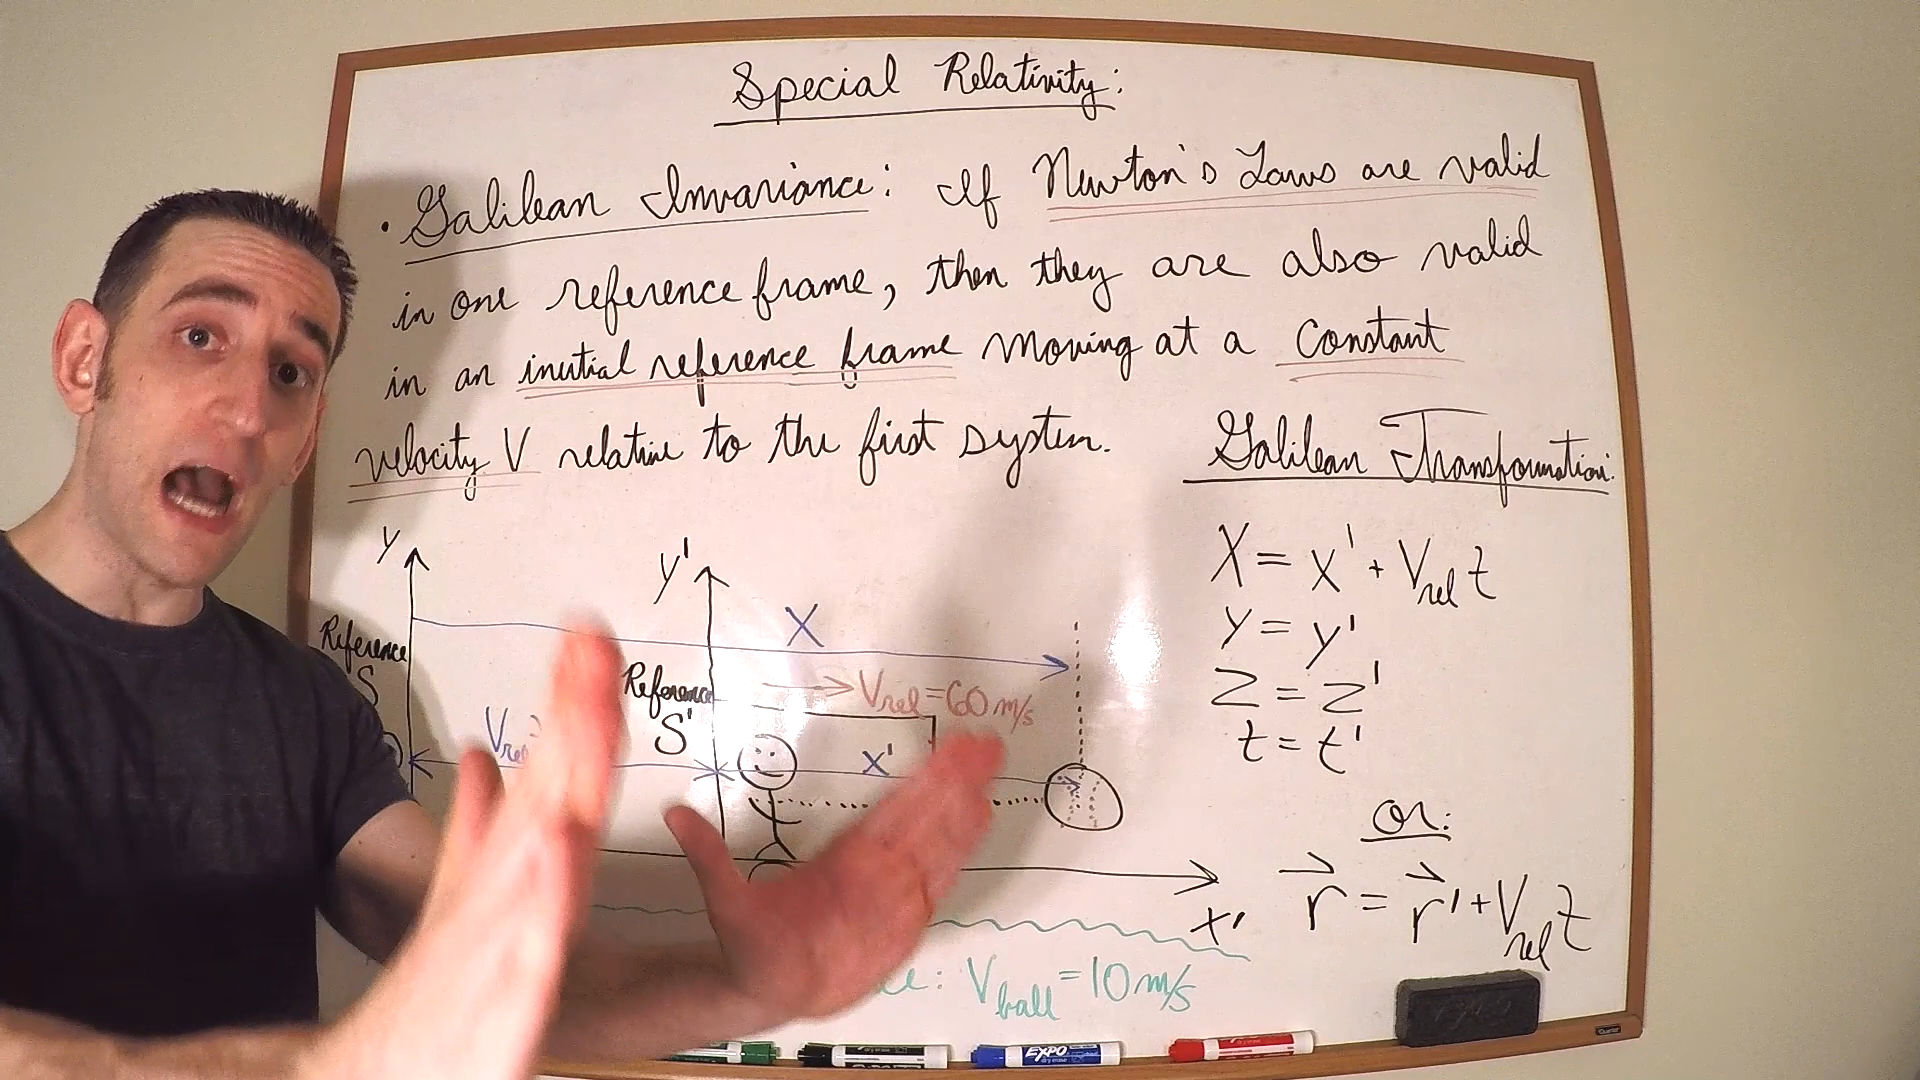 Special Relativity:
• Galilean Invariance: If Newton's Laws are valid
in one reference frame, then they are also valid
in an inertial reference frame moving at a constant
velocity V relative to the first system.
Galilean Transformation:
X = x' + Vrel t
y = y'
z = z'
t = t'
or:
r = r' + Vrel t
y
y'
X
Reference
S
Reference
S'
Vrel = 60 m/s
Vrel
x'
x'
Vball = 10 m/s
EXPO